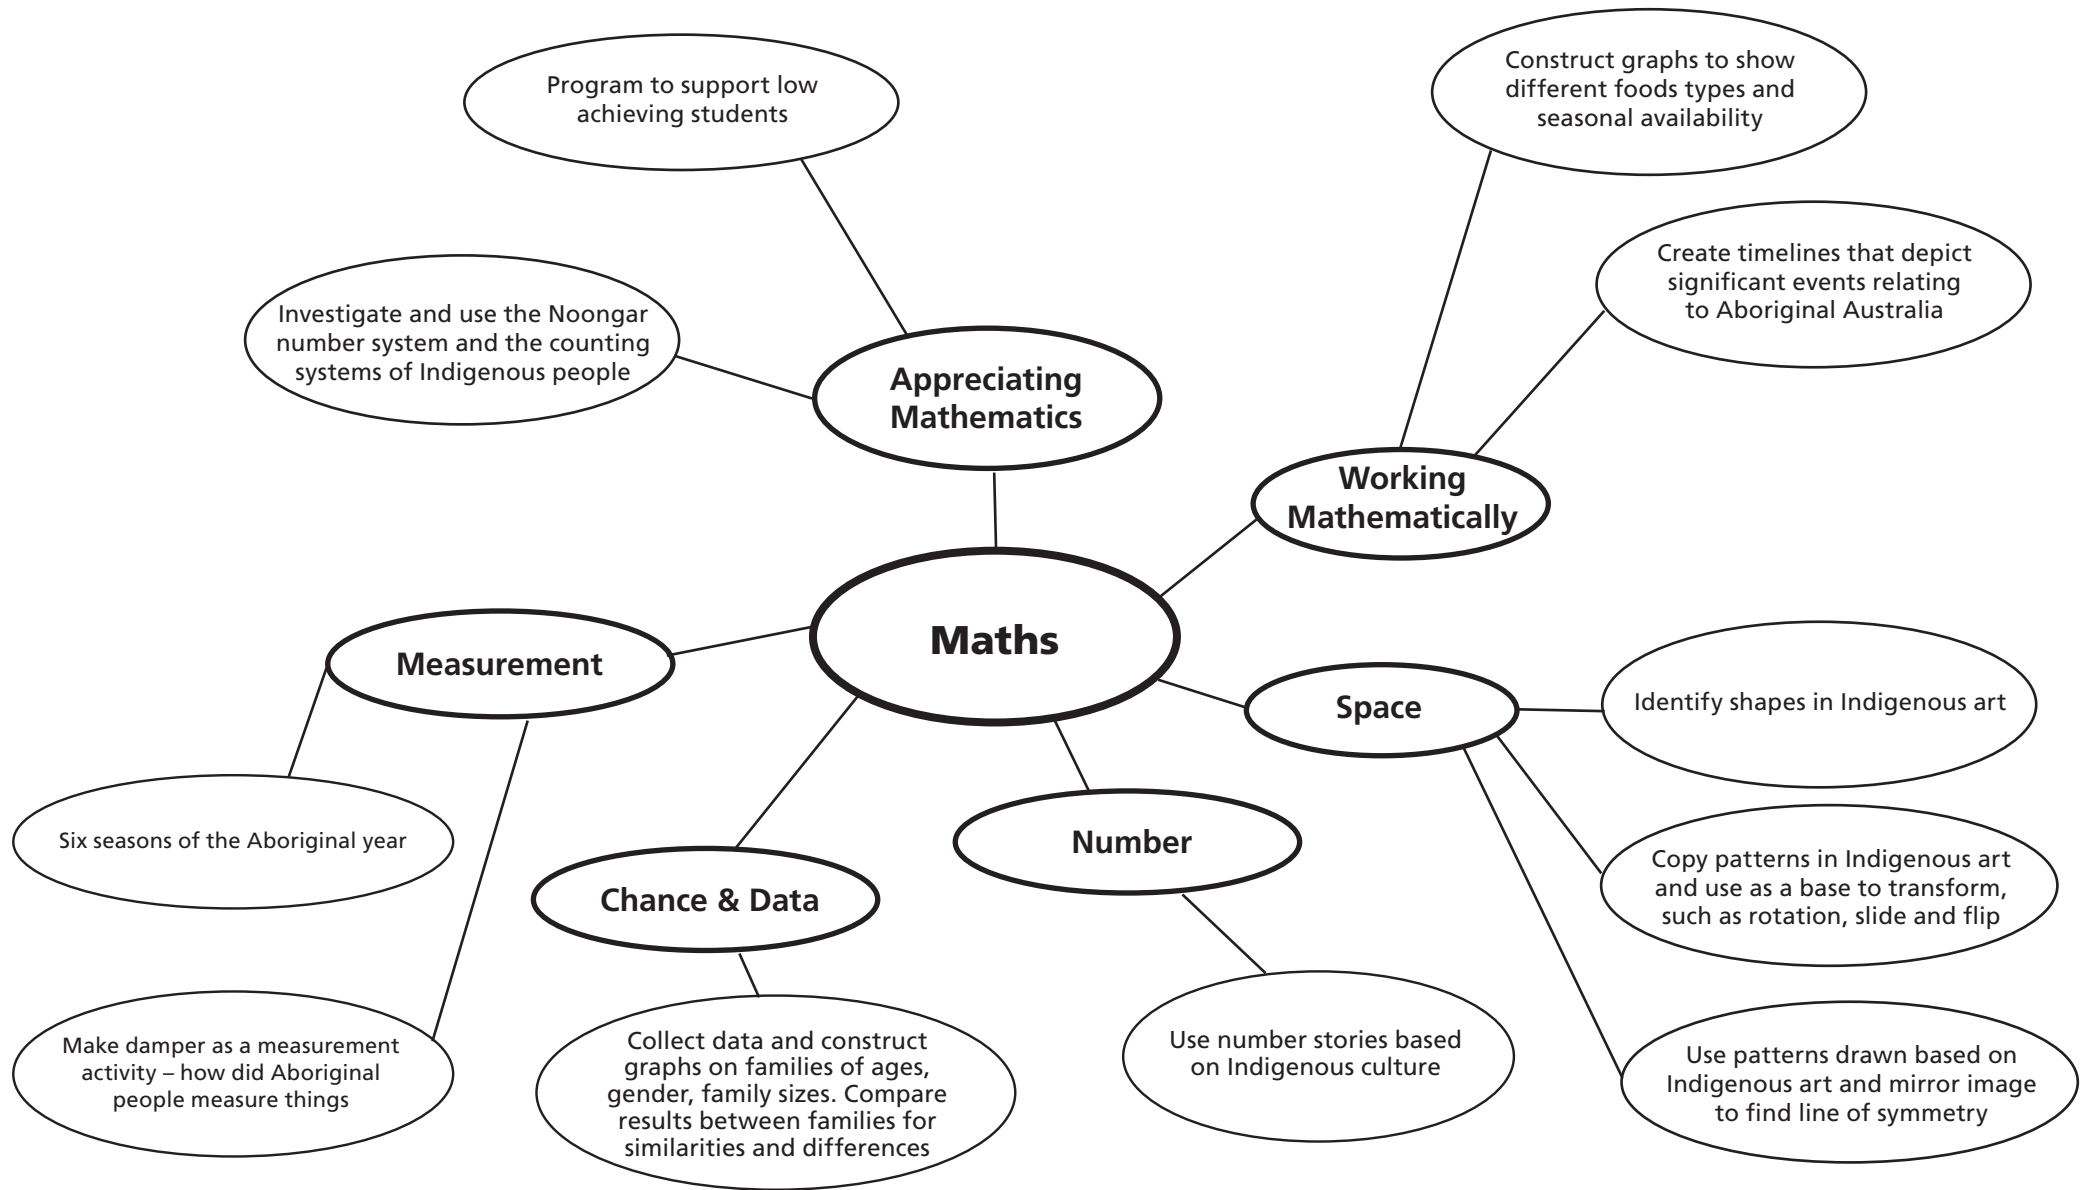 Program to support low
achieving students
Construct graphs to show
different foods types and
seasonal availability
Investigate and use the Noongar
number system and the counting
systems of Indigenous people
Create timelines that depict
significant events relating
to Aboriginal Australia
Appreciating
Mathematics
Working
Mathematically
Maths
Measurement
Space
Identify shapes in Indigenous art
Six seasons of the Aboriginal year
Chance & Data
Number
Copy patterns in Indigenous art
and use as a base to transform,
such as rotation, slide and flip
Make damper as a measurement
activity – how did Aboriginal
people measure things
Collect data and construct
graphs on families of ages,
gender, family sizes. Compare
results between families for
similarities and differences
Use number stories based
on Indigenous culture
Use patterns drawn based on
Indigenous art and mirror image
to find line of symmetry